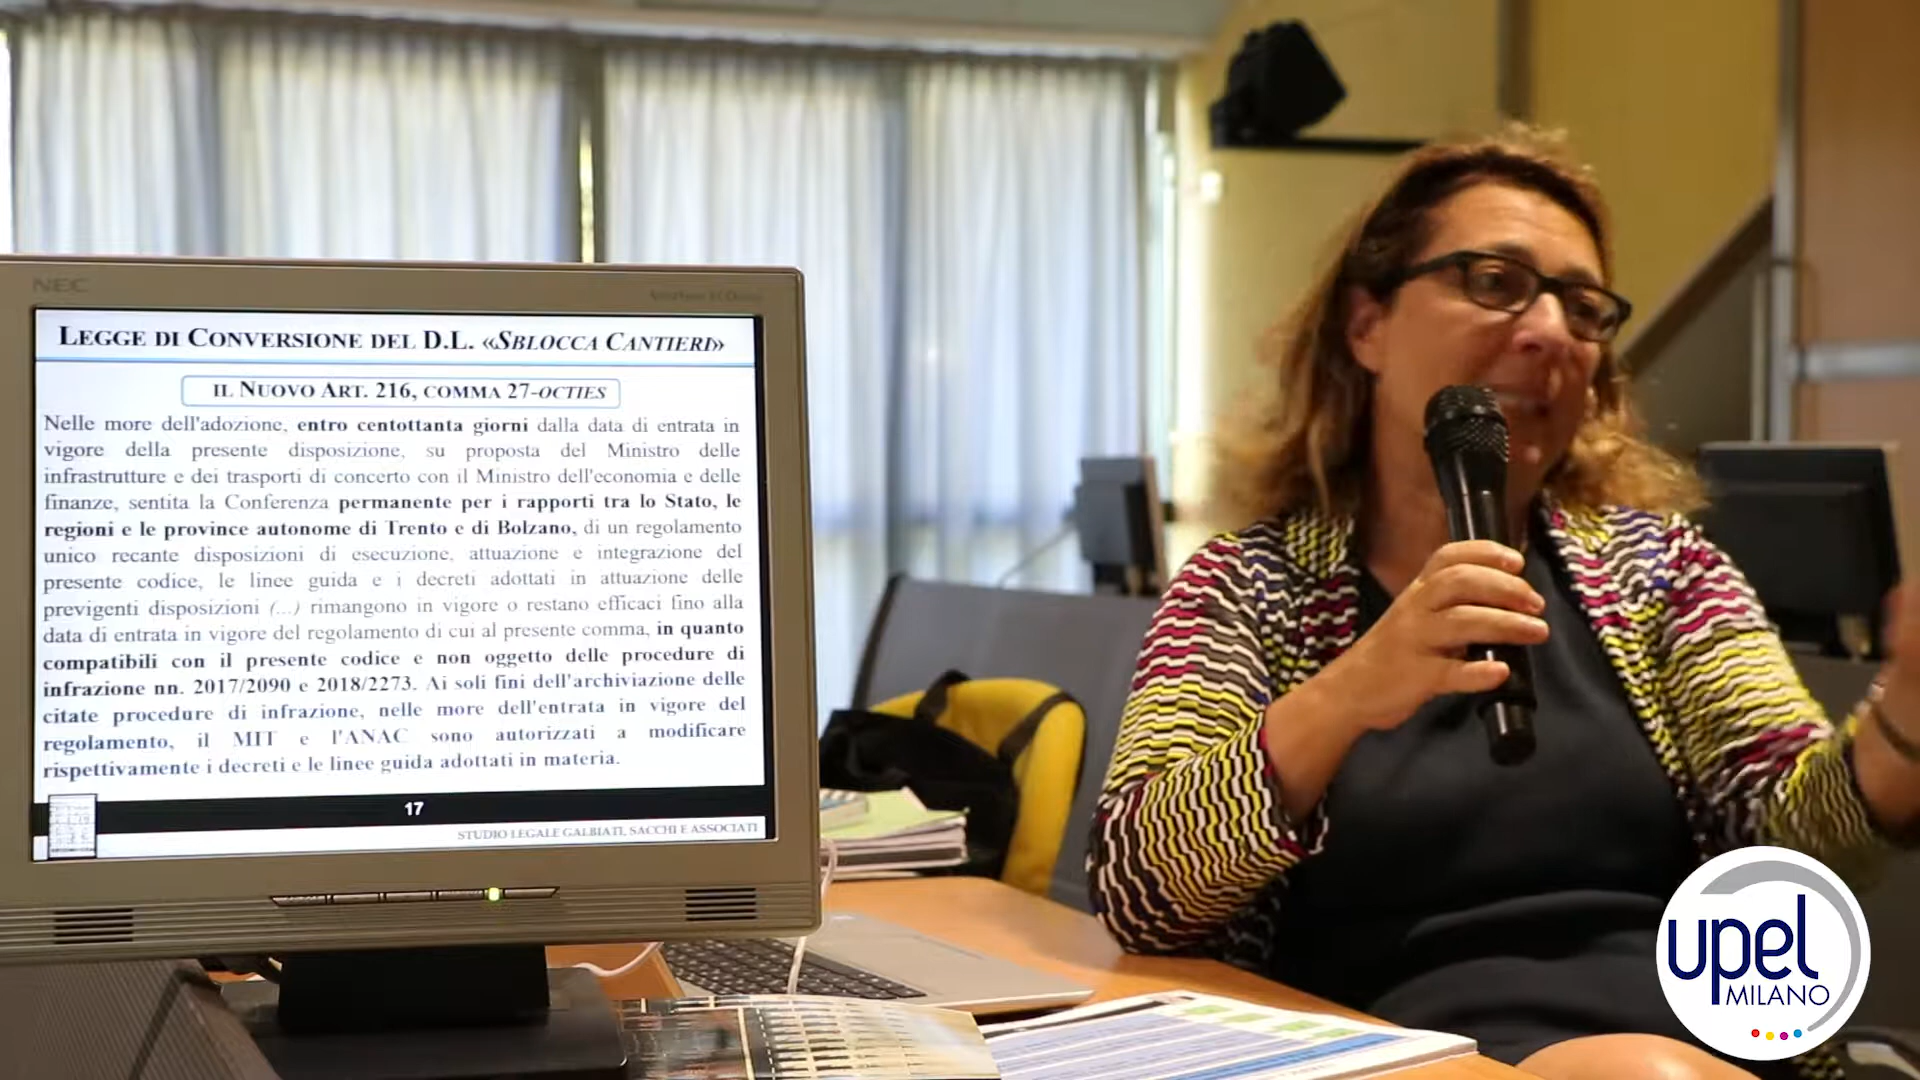 NEC
LEGGE DI CONVERSIONE DEL D.L. «SBLOCCA CANTIERI»
IL NUOVO ART. 216, COMMA 27-OCTIES
Nelle more dell'adozione, entro centottanta giorni dalla data di entrata in
vigore della presente disposizione, su proposta del Ministro delle
infrastrutture e dei trasporti di concerto con il Ministro dell'economia e delle
finanze, sentita la Conferenza permanente per i rapporti tra lo Stato, le
regioni e le province autonome di Trento e di Bolzano, di un regolamento
unico recante disposizioni di esecuzione, attuazione e integrazione del
presente codice, le linee guida e i decreti adottati in attuazione delle
previgenti disposizioni (...) rimangono in vigore o restano efficaci fino alla
data di entrata in vigore del regolamento di cui al presente comma, in quanto
compatibili con il presente codice e non oggetto delle procedure di
infrazione nn. 2017/2090 e 2018/2273. Ai soli fini dell'archiviazione delle
citate procedure di infrazione, nelle more dell'entrata in vigore del
regolamento, il MIT e l'ANAC sono autorizzati a modificare
rispettivamente i decreti e le linee guida adottati in materia.
17
STUDIO LEGALE GALBIATI, SACCHI E ASSOCIATI
upel
MILANO